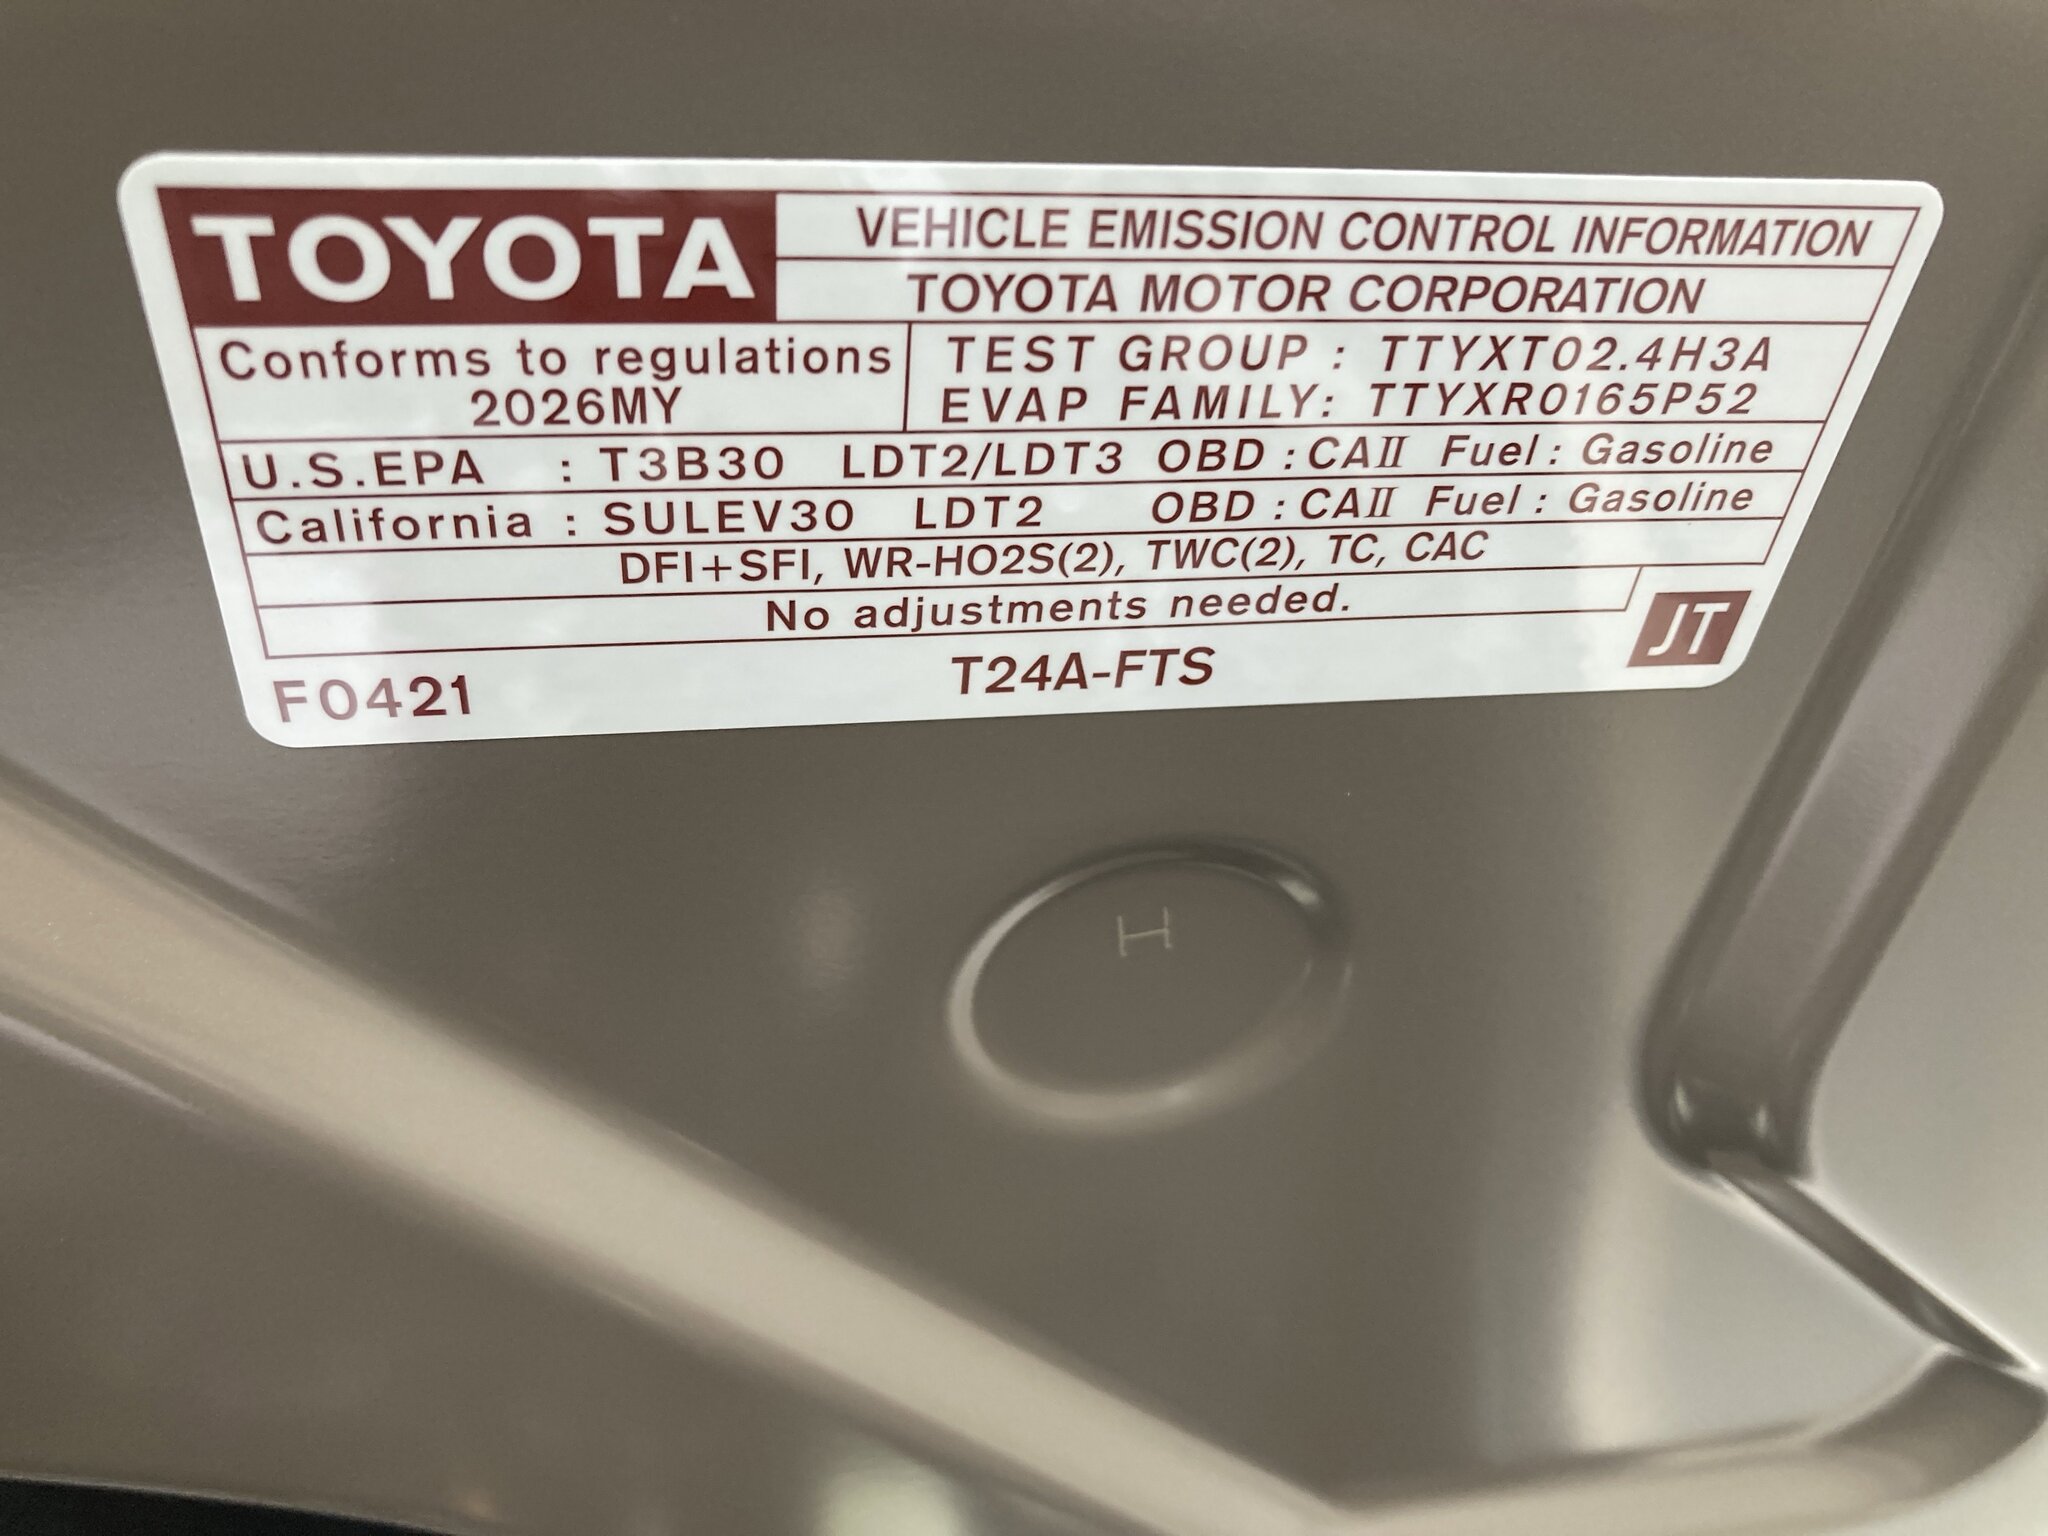 TOYOTA
VEHICLE EMISSION CONTROL INFORMATION
TOYOTA MOTOR CORPORATION
Conforms to regulations
2026MY
TEST GROUP : TTYXT02.4H3A
EVAP FAMILY: TTYXR0165P52
U.S.EPA : T3B30 LDT2/LDT3 OBD : CAII Fuel : Gasoline
California : SULEV30 LDT2 OBD : CAII Fuel : Gasoline
DFI+SFI, WR-HO2S(2), TWC(2), TC, CAC
No adjustments needed.
JT
F0421
T24A-FTS
H